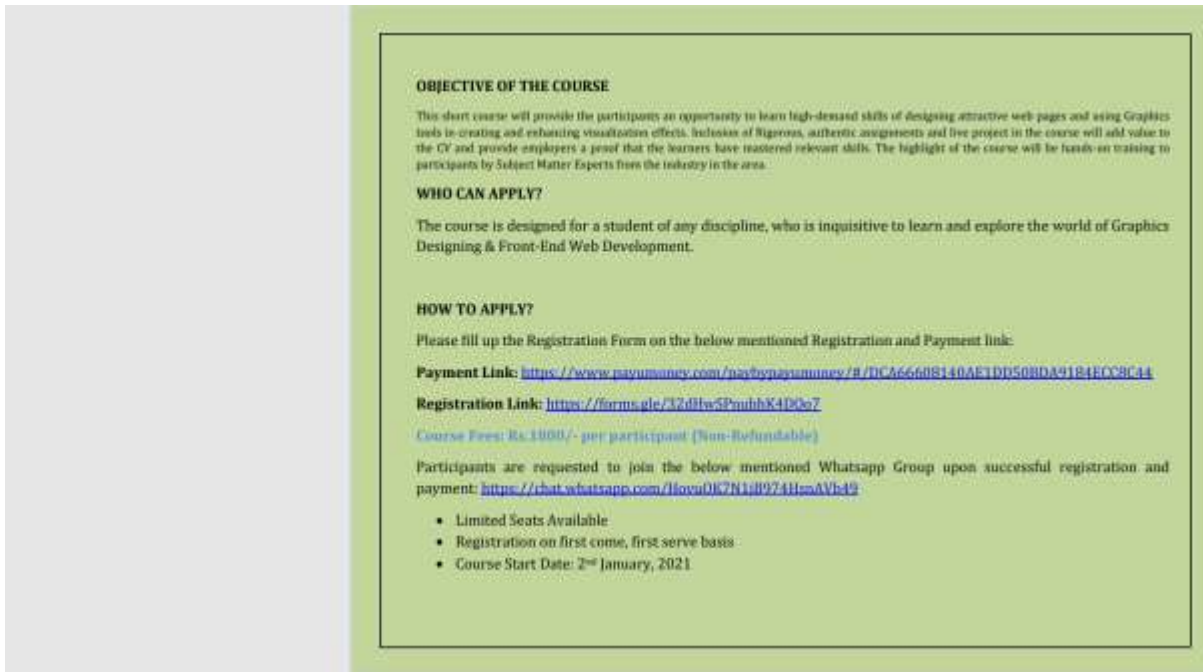 OBJECTIVE OF THE COURSE
This short course will provide the participants an opportunity to learn high-demand skills of designing attractive web pages and using Graphics
tools in creating and enhancing visualization effects. Inclusion of Rigorous, authentic assignments and live project in the course will add value to
the CV and provide employers a proof that the learners have mastered relevant skills. The highlight of the course will be hands-on training to
participants by Subject Matter Experts from the industry in the area.
WHO CAN APPLY?
The course is designed for a student of any discipline, who is inquisitive to learn and explore the world of Graphics
Designing & Front-End Web Development.
HOW TO APPLY?
Please fill up the Registration Form on the below mentioned Registration and Payment link:
Payment Link: https://www.payumoney.com/paybypayumoney/#/DCA66608140AE1DD50BDA9184ECC8C44
Registration Link:
Course Fees: Rs.1000/- per participant (Non-Refundable)
Participants are requested to join the below mentioned Whatsapp Group upon successful registration and
payment:
• Limited Seats Available
• Registration on first come, first serve basis
• Course Start Date: 2nd January, 2021